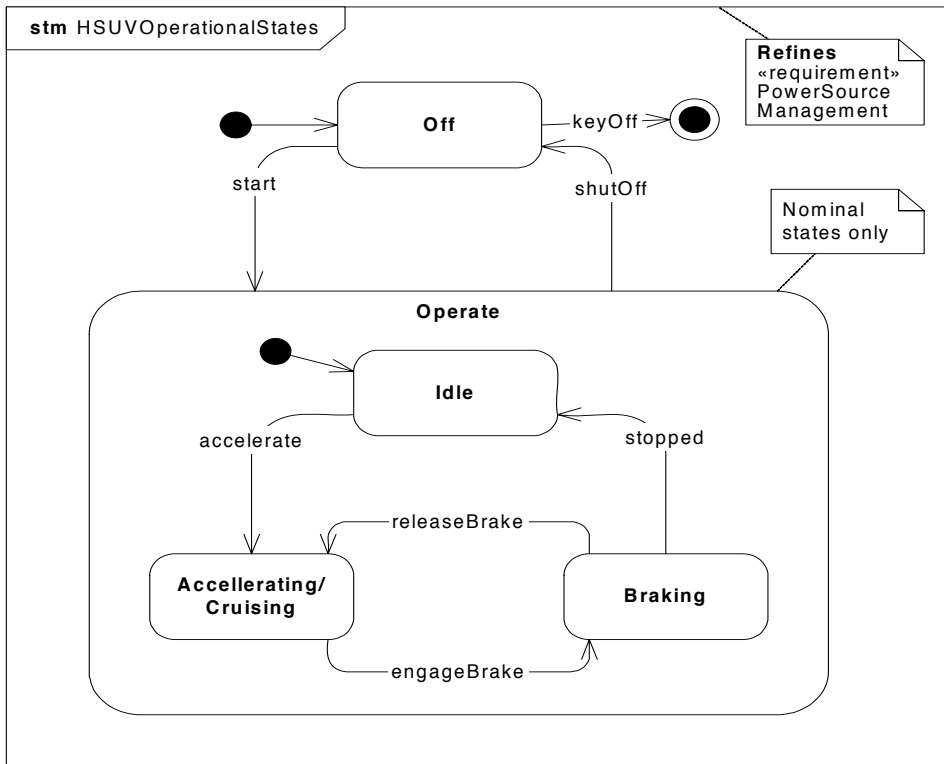 stm HSUVOperationalStates
Refines
«requirement»
PowerSource
Management
Off
keyOff
start
shutOff
Nominal
states only
Operate
Idle
accelerate
stopped
releaseBrake
Accellerating/
Cruising
Braking
engageBrake